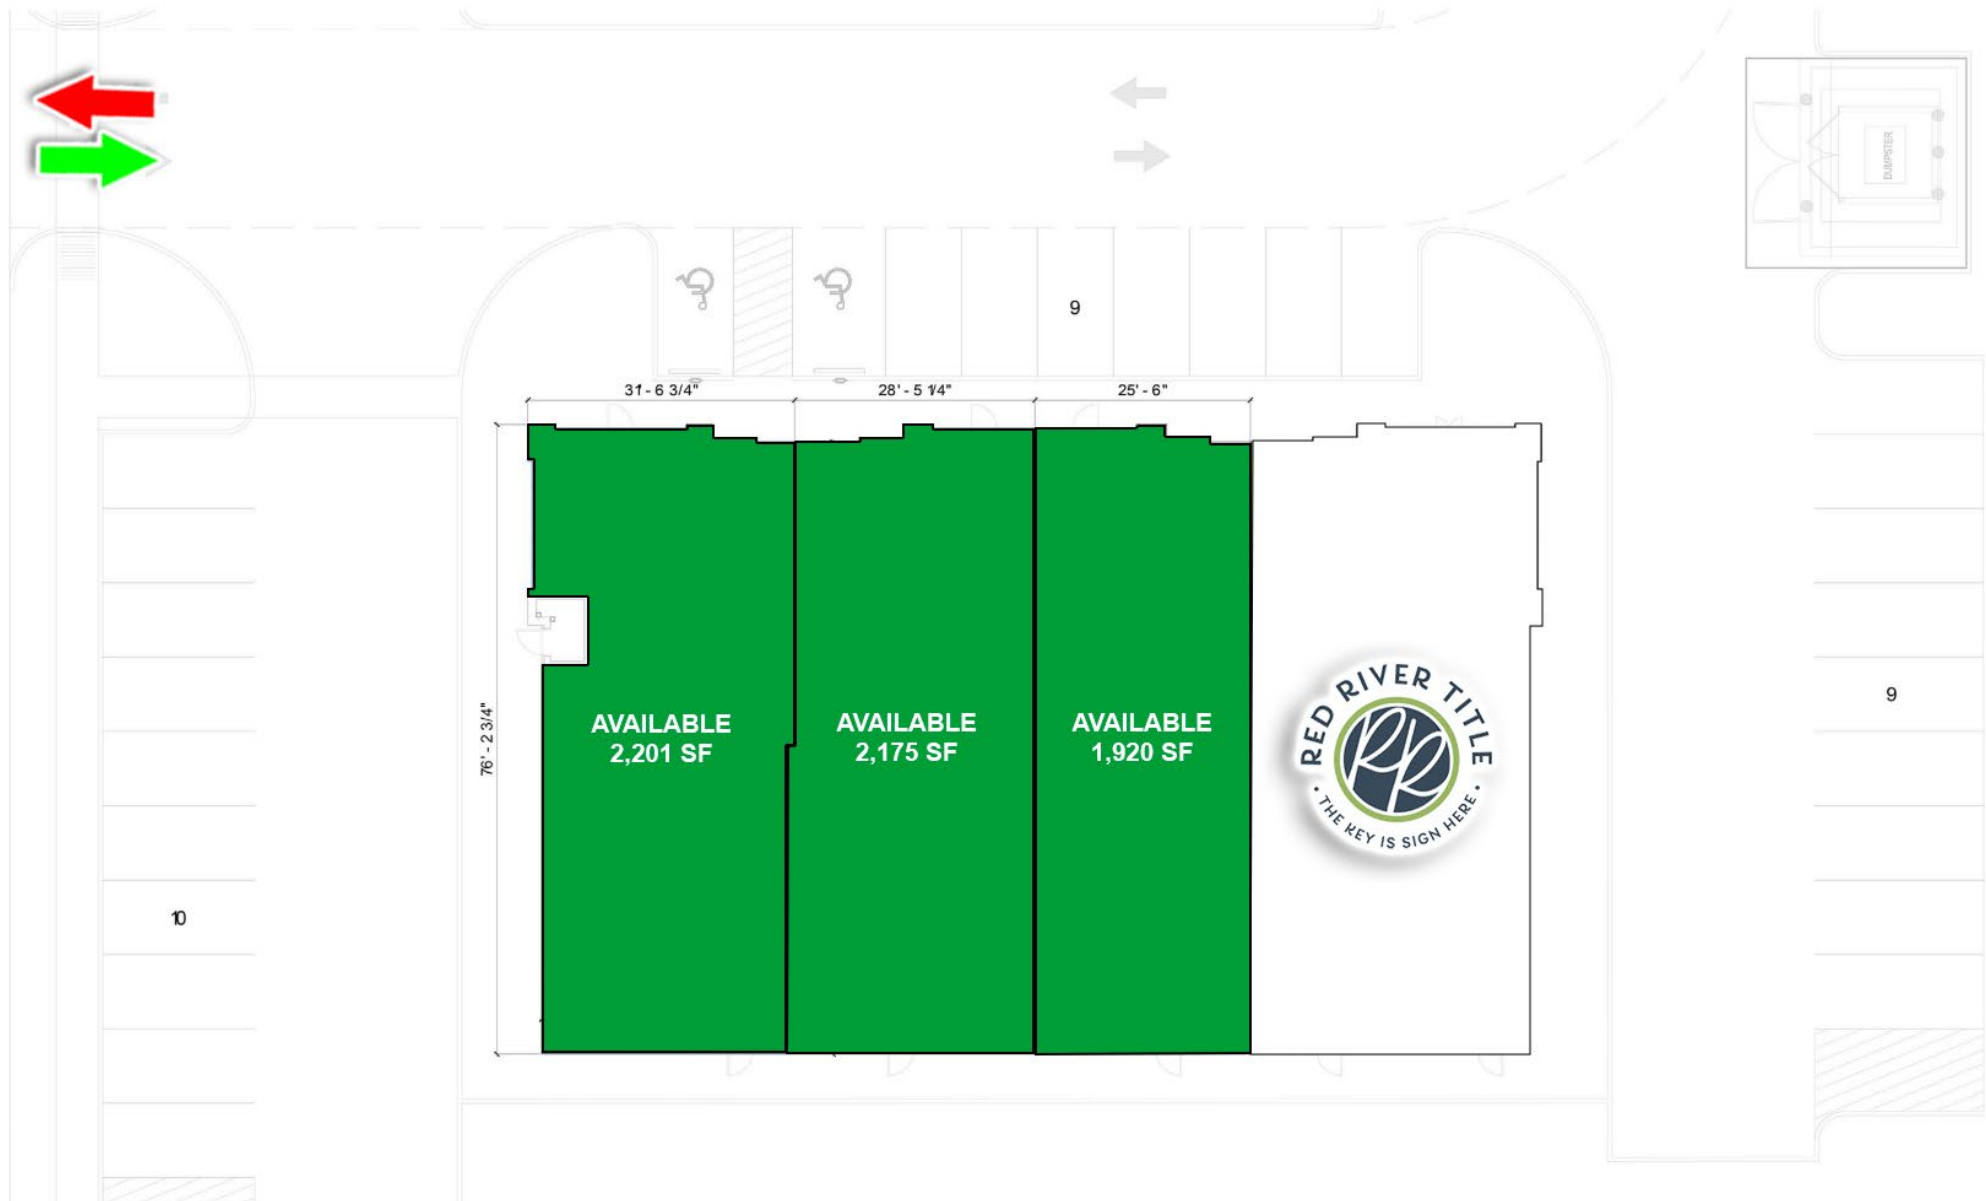 DUMPSTER
9
31' - 6 3/4"
28' - 5 1/4"
25' - 6"
76' - 2 3/4"
AVAILABLE
2,201 SF
AVAILABLE
2,175 SF
AVAILABLE
1,920 SF
RED RIVER TITLE
RR
• THE KEY IS SIGN HERE •
9
10